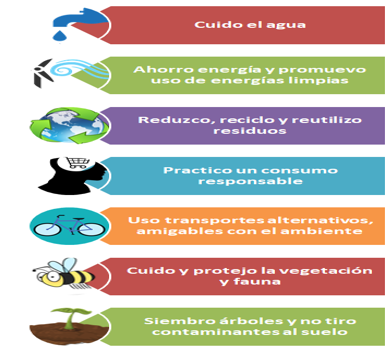 Cuido el agua
Ahorro energía y promuevo
uso de energías limpias
Reduzco, reciclo y reutilizo
residuos
Practico un consumo
responsable
Uso transportes alternativos,
amigables con el ambiente
Cuido y protejo la vegetación
y fauna
Siembro árboles y no tiro
contaminantes al suelo